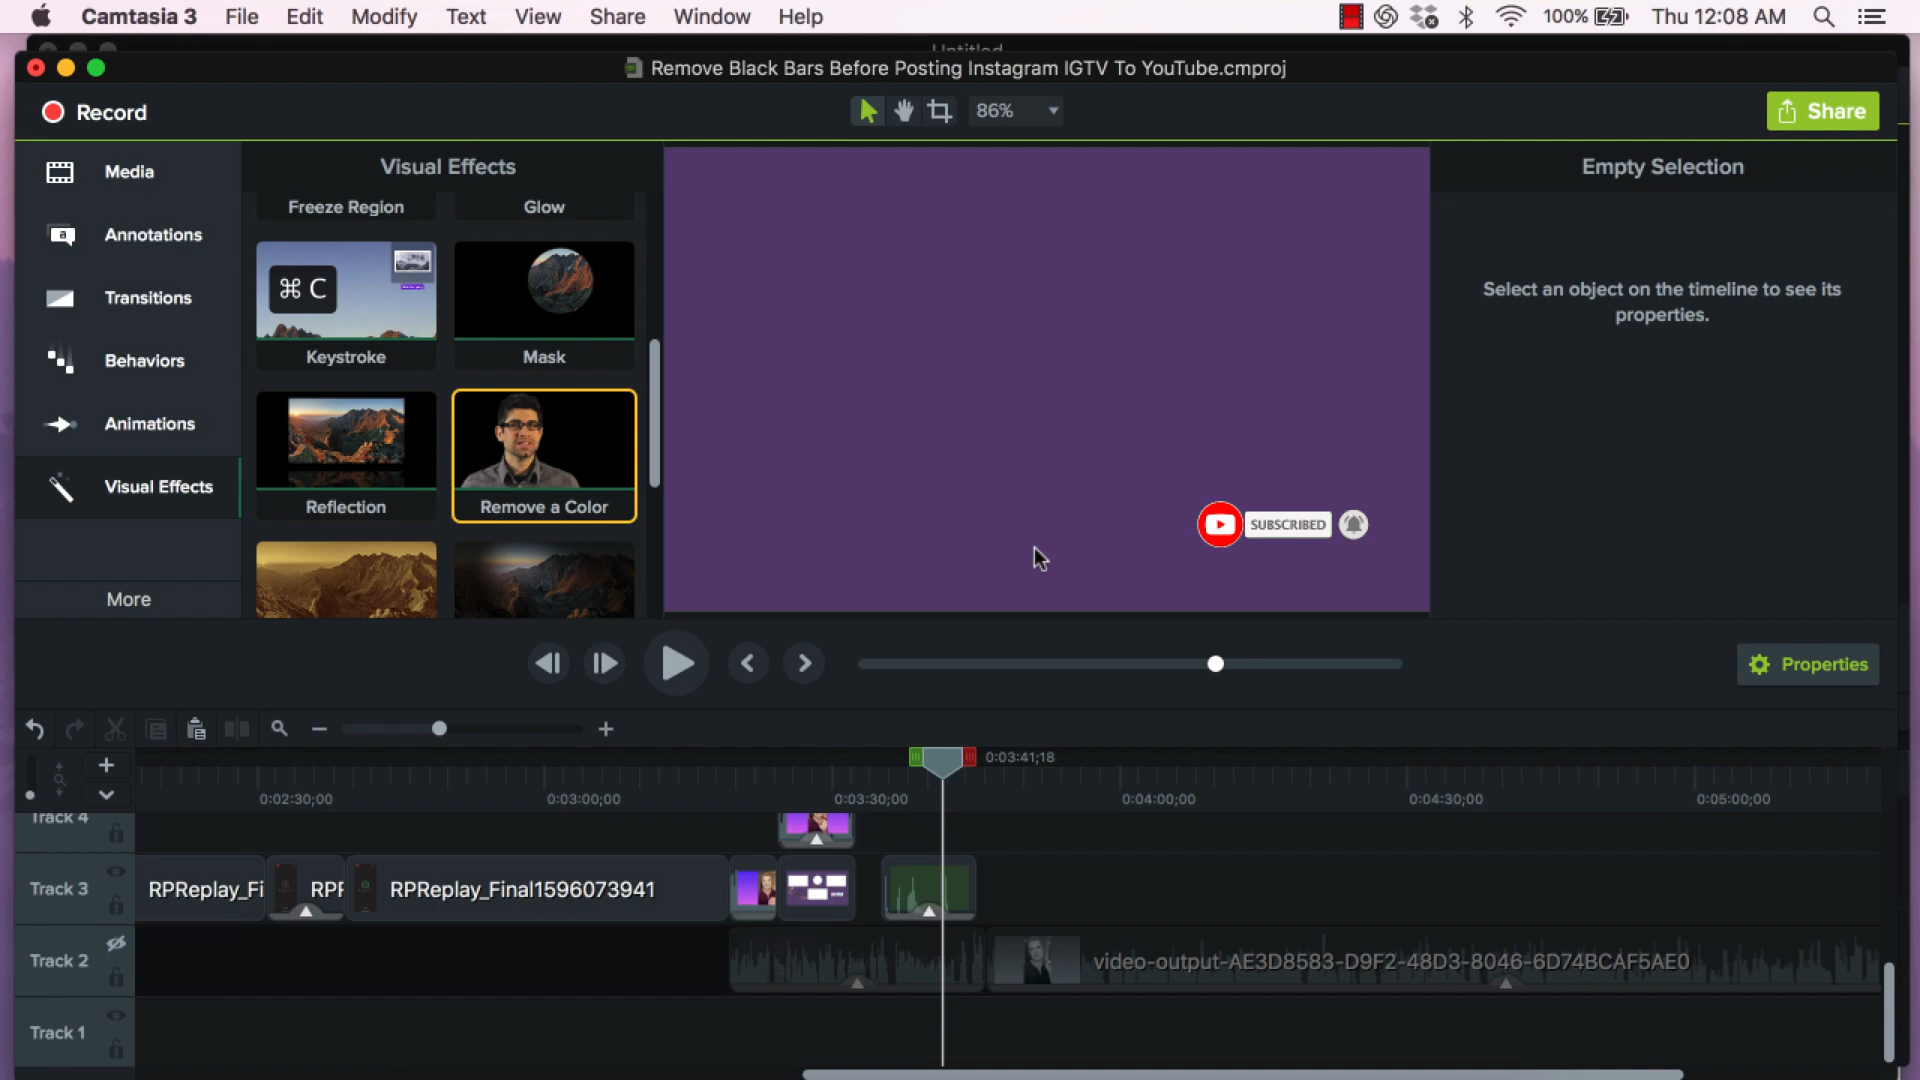 Camtasia 3 File Edit Modify Text View Share Window Help 100% Thu 12:08 AM
Untitled
Remove Black Bars Before Posting Instagram IGTV To YouTube.cmproj
Record 86% Share
Media
Annotations
Transitions
Behaviors
Animations
Visual Effects
More
Visual Effects
Freeze Region Glow
⌘ C
Keystroke Mask
Reflection Remove a Color
SUBSCRIBED
Empty Selection
Select an object on the timeline to see its
properties.
Properties
0:03:41;18
0:02:30;00 0:03:00;00 0:03:30;00 0:04:00;00 0:04:30;00 0:05:00;00
Track 4
Track 3 RPReplay_Fi RPF RPReplay_Final1596073941
Track 2 video-output-AE3D8583-D9F2-48D3-8046-6D74BCAF5AE0
Track 1